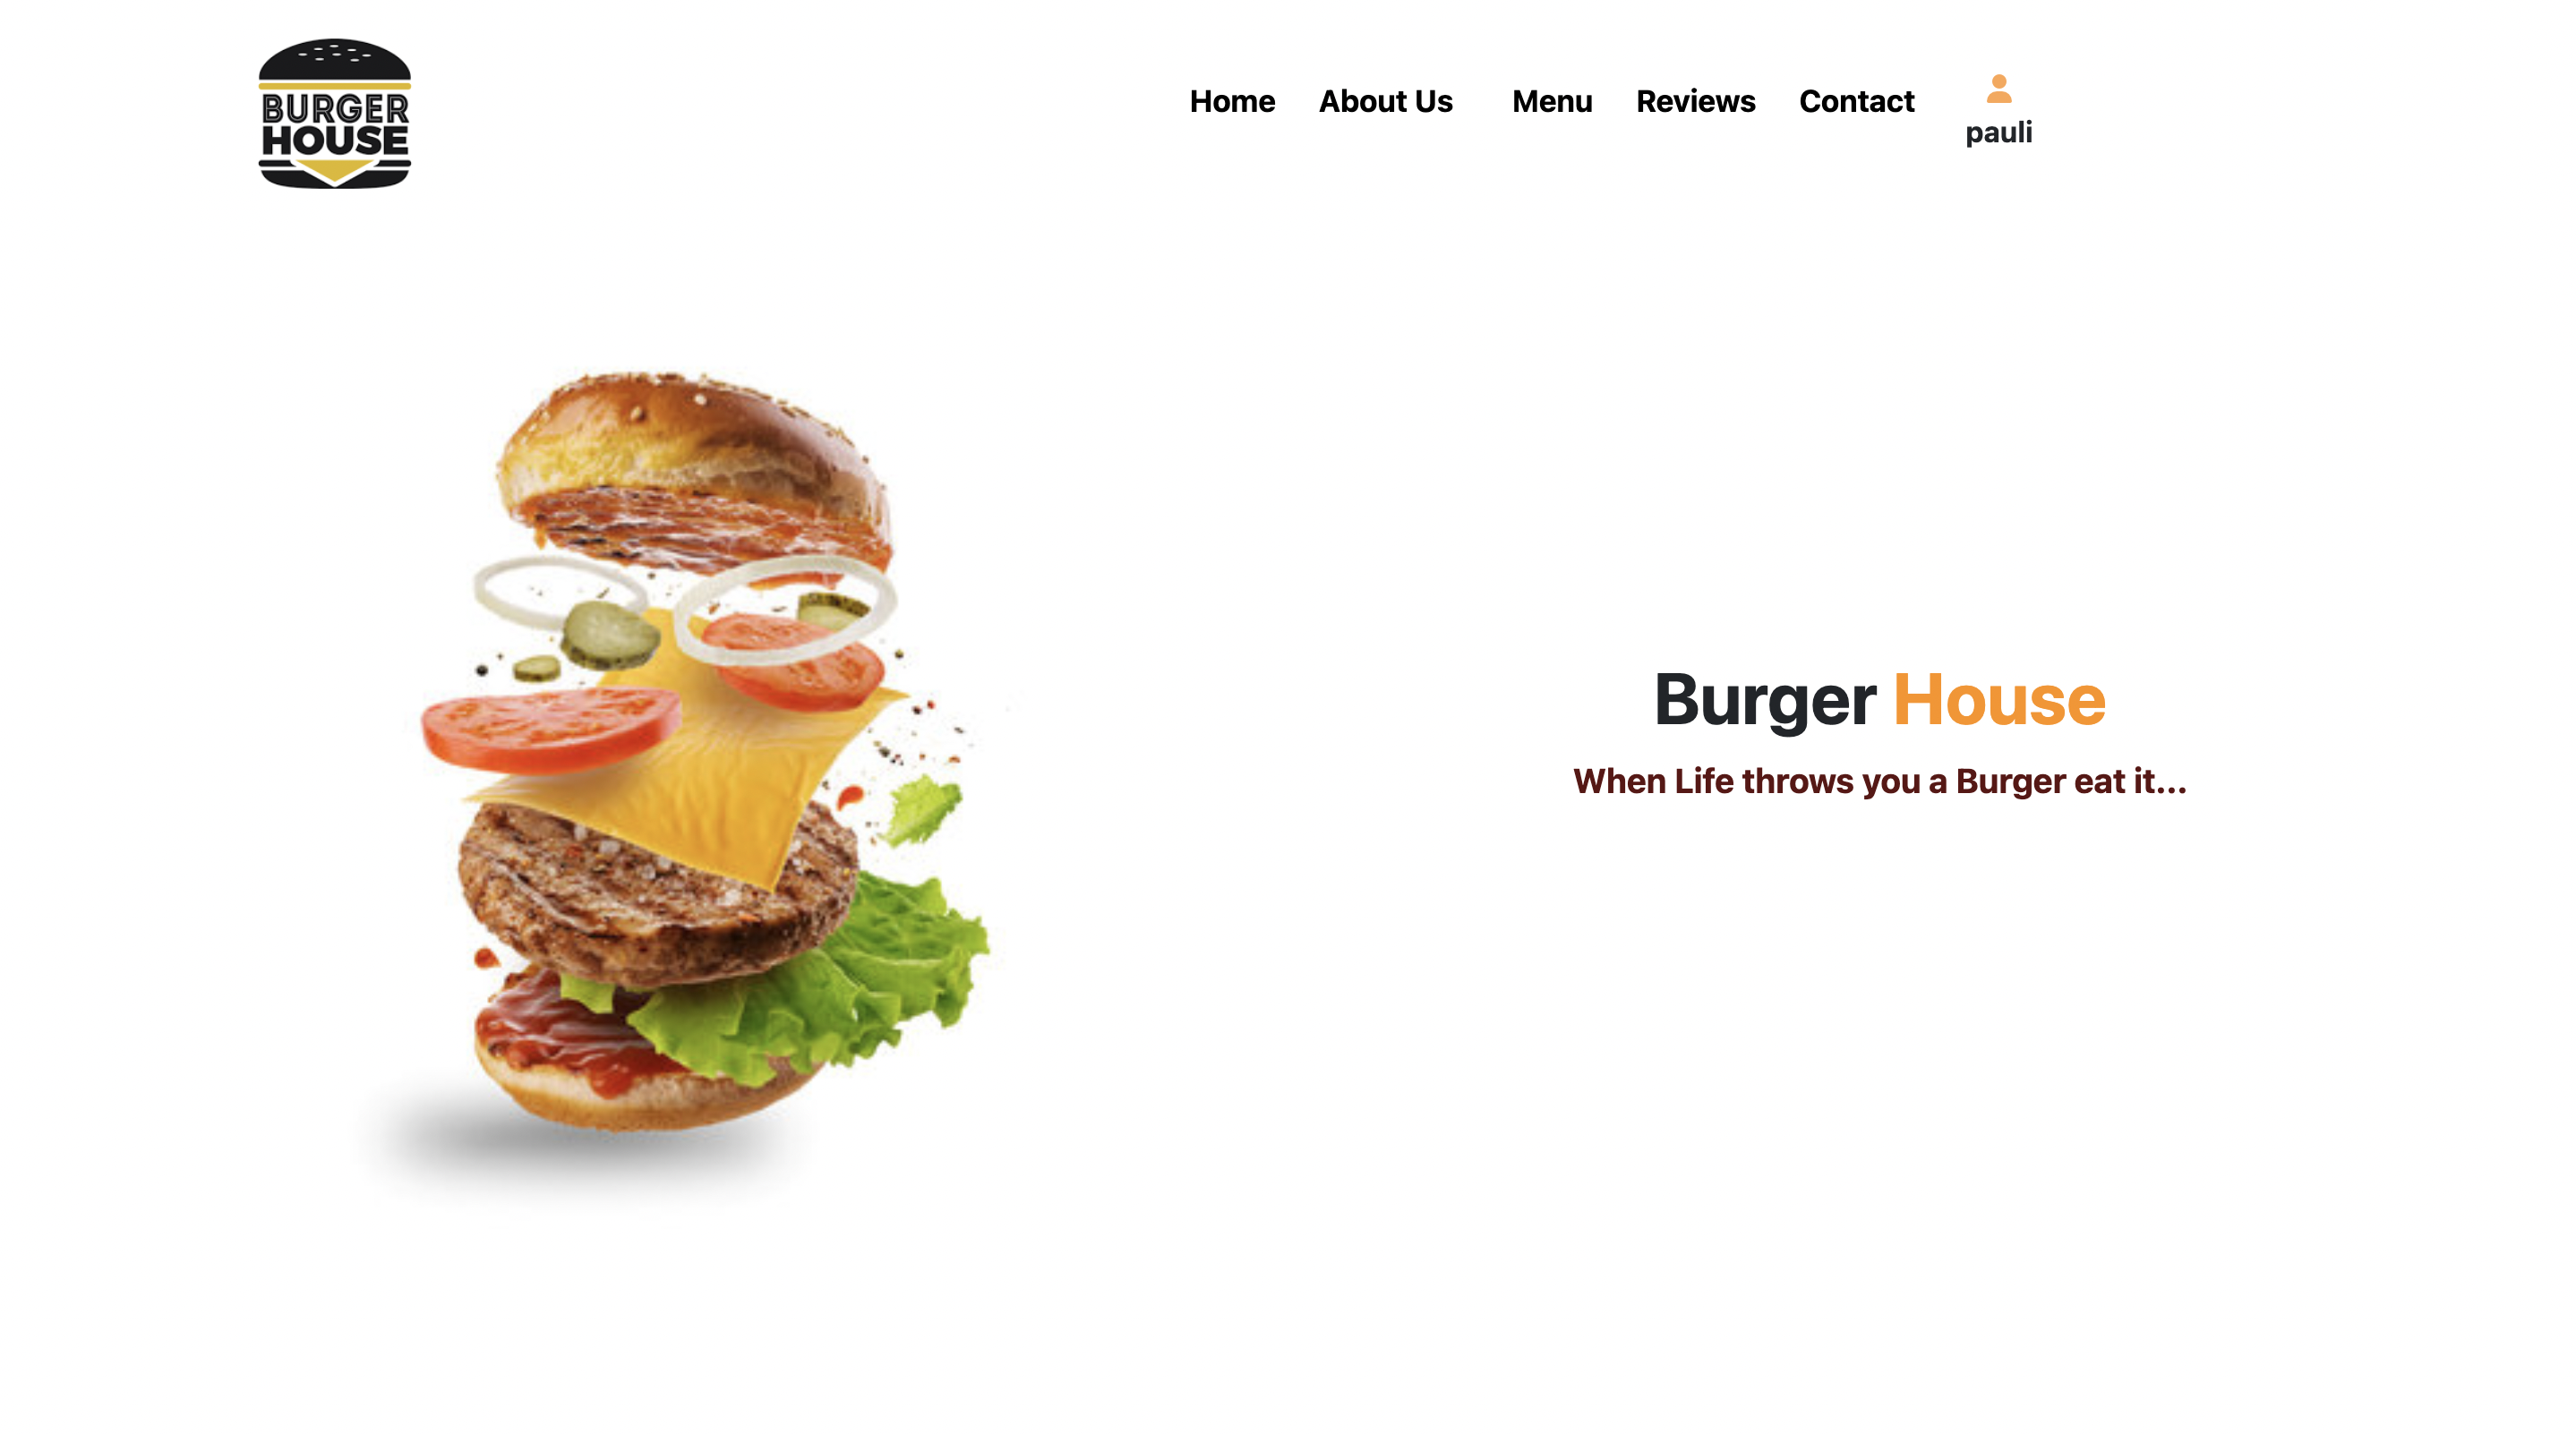 BURGER
HOUSE
Home About Us Menu Reviews Contact
pauli
Burger House
When Life throws you a Burger eat it...